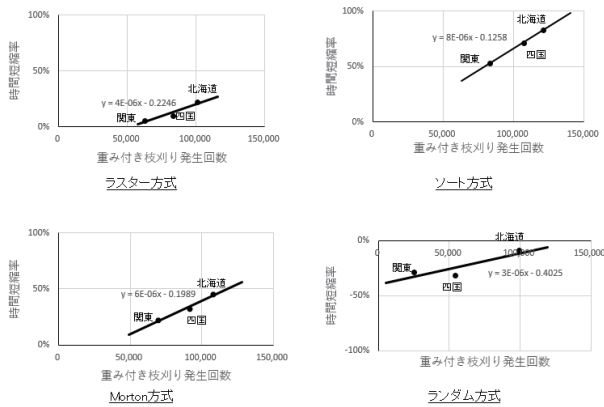 100%
時間短縮率
50%
0%
y = 4E-06x - 0.2246
北海道
関東
四国
0
50,000
100,000
150,000
重み付き枝刈り発生回数
ラスター方式
100%
時間短縮率
50%
0%
y = 8E-06x - 0.1258
北海道
関東
四国
0
50,000
100,000
150,000
重み付き枝刈り発生回数
ソート方式
100%
時間短縮率
50%
0%
y = 6E-06x - 0.1989
北海道
関東
四国
0
50,000
100,000
150,000
重み付き枝刈り発生回数
Morton方式
北海道
0%
0
50,000
100,000
150,000
時間短縮率
関東
四国
y = 3E-06x - 0.4025
-50%
-100%
重み付き枝刈り発生回数
ランダム方式